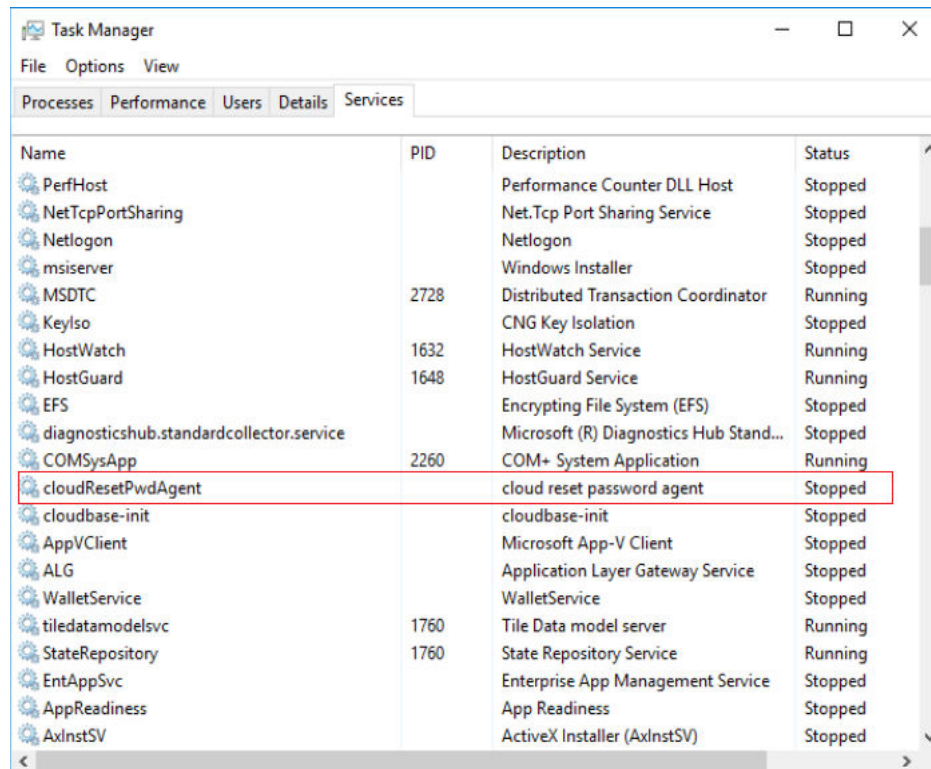 Task Manager
File Options View
Processes Performance Users Details Services
Name PID Description Status
PerfHost Performance Counter DLL Host Stopped
NetTcpPortSharing Net.Tcp Port Sharing Service Stopped
Netlogon Netlogon Stopped
msiserver Windows Installer Stopped
MSDTC 2728 Distributed Transaction Coordinator Running
KeyIso CNG Key Isolation Stopped
HostWatch 1632 HostWatch Service Running
HostGuard 1648 HostGuard Service Running
EFS Encrypting File System (EFS) Stopped
diagnosticshub.standardcollector.service Microsoft (R) Diagnostics Hub Stand... Stopped
COMSysApp 2260 COM+ System Application Running
cloudResetPwdAgent cloud reset password agent Stopped
cloudbase-init cloudbase-init Stopped
AppVClient Microsoft App-V Client Stopped
ALG Application Layer Gateway Service Stopped
WalletService WalletService Stopped
tiledatamodelsvc 1760 Tile Data model server Running
StateRepository 1760 State Repository Service Running
EntAppSvc Enterprise App Management Service Stopped
AppReadiness App Readiness Stopped
AxInstSV ActiveX Installer (AxInstSV) Stopped